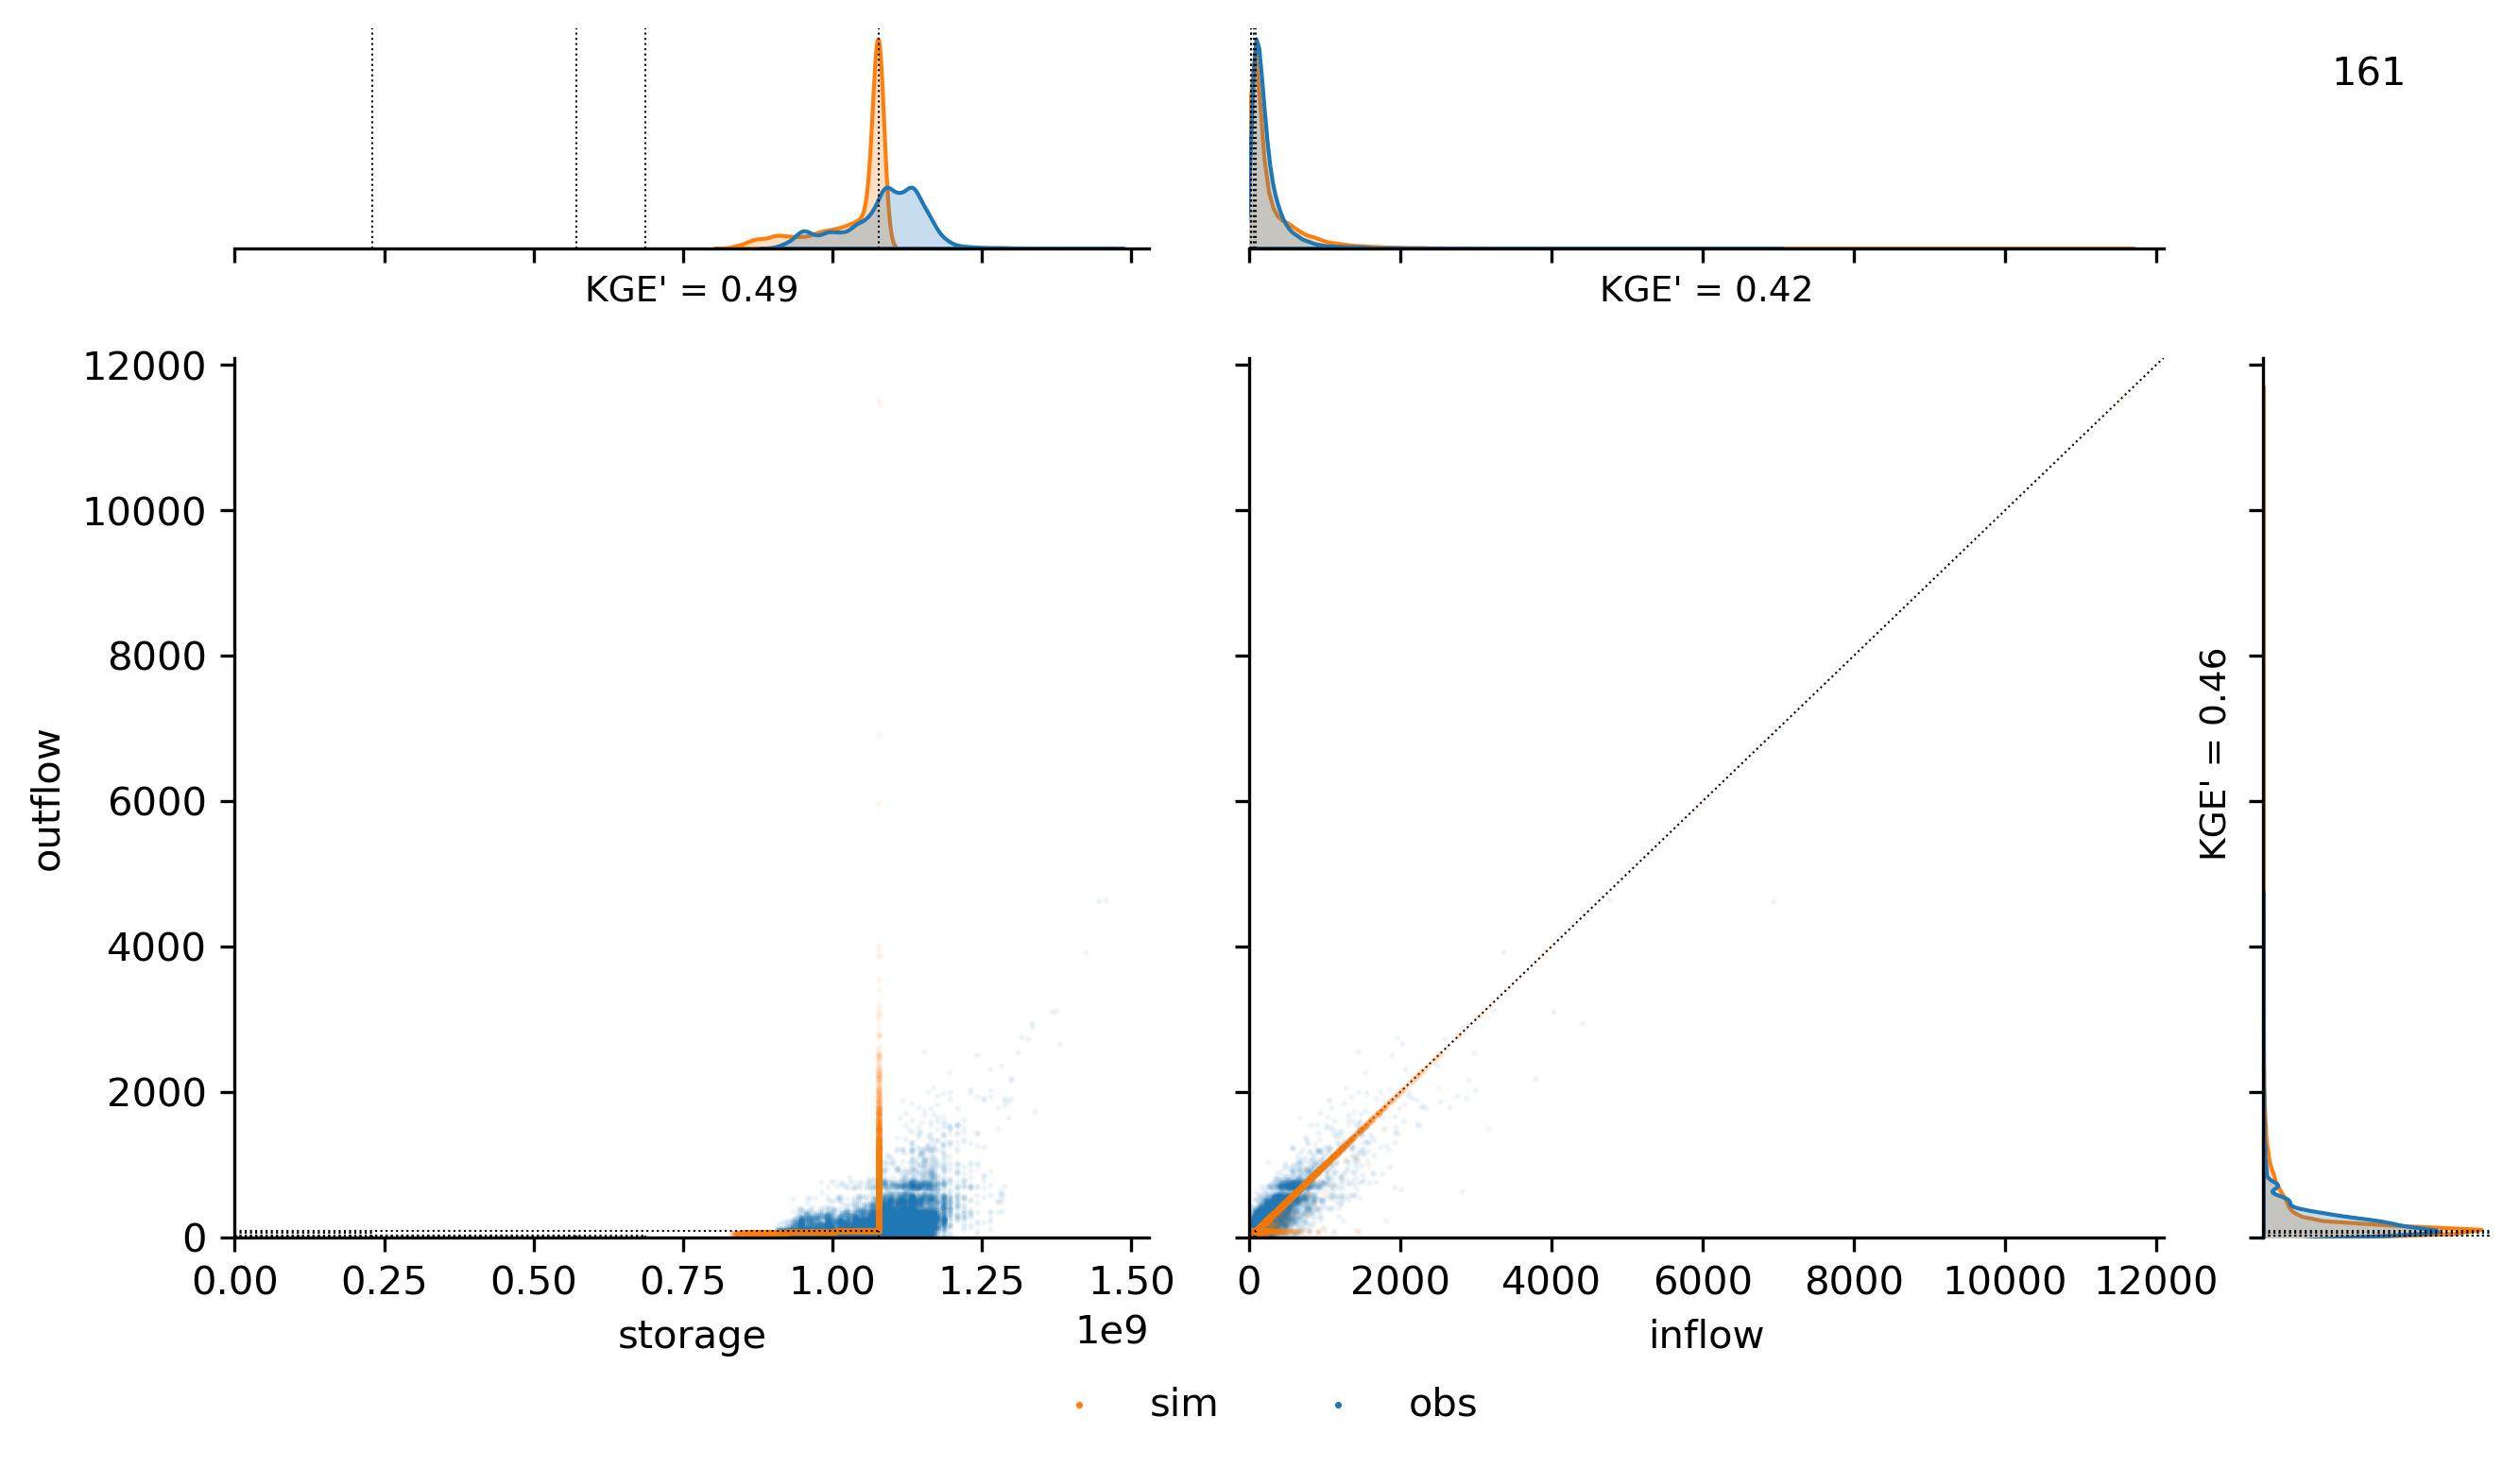 161
KGE' = 0.49
KGE' = 0.42
12000
10000
8000
6000
4000
2000
0
outflow
KGE' = 0.46
0.00 0.25 0.50 0.75 1.00 1.25 1.50
1e9
storage
0 2000 4000 6000 8000 10000 12000
inflow
sim obs